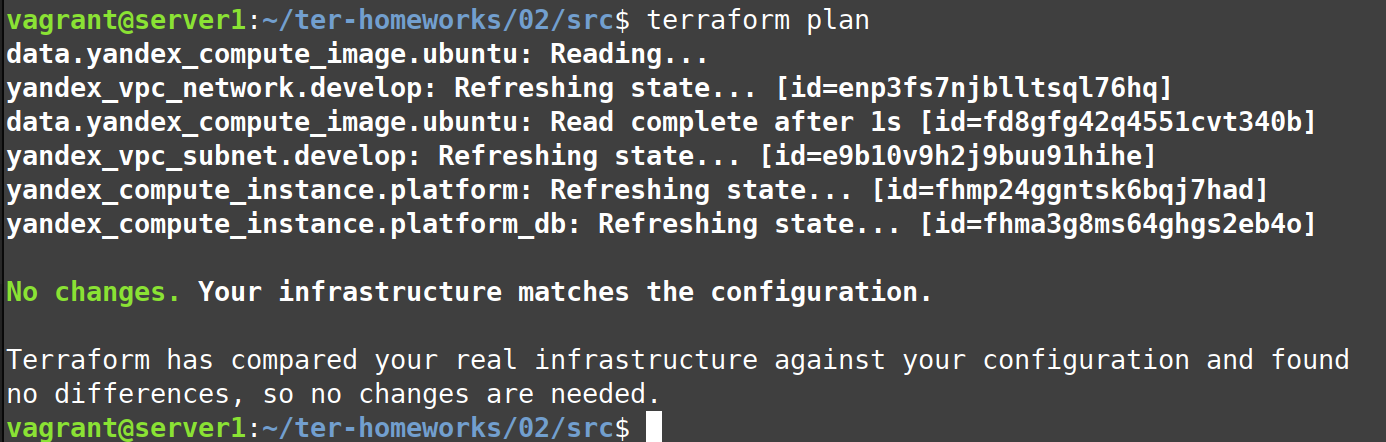 vagrant@server1:~/ter-homeworks/02/src$ terraform plan
data.yandex_compute_image.ubuntu: Reading...
yandex_vpc_network.develop: Refreshing state... [id=enp3fs7njblltsql76hq]
data.yandex_compute_image.ubuntu: Read complete after 1s [id=fd8gfg42q4551cvt340b]
yandex_vpc_subnet.develop: Refreshing state... [id=e9b10v9h2j9buu91hihe]
yandex_compute_instance.platform: Refreshing state... [id=fhmp24ggntsk6bqj7had]
yandex_compute_instance.platform_db: Refreshing state... [id=fhma3g8ms64ghgs2eb4o]
No changes. Your infrastructure matches the configuration.
Terraform has compared your real infrastructure against your configuration and found
no differences, so no changes are needed.
vagrant@server1:~/ter-homeworks/02/src$